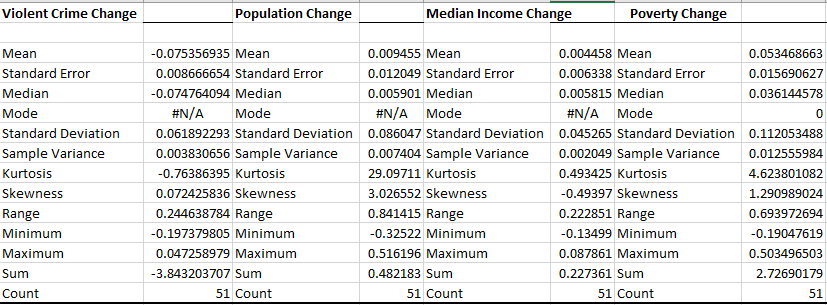 Violent Crime Change Population Change Median Income Change Poverty Change
Mean -0.075356935 Mean 0.009455 Mean 0.004458 Mean 0.053468663
Standard Error 0.008666654 Standard Error 0.012049 Standard Error 0.006338 Standard Error 0.015690627
Median -0.074764094 Median 0.005901 Median 0.005815 Median 0.036144578
Mode #N/A Mode #N/A Mode #N/A Mode 0
Standard Deviation 0.061892293 Standard Deviation 0.086047 Standard Deviation 0.045265 Standard Deviation 0.112053488
Sample Variance 0.003830656 Sample Variance 0.007404 Sample Variance 0.002049 Sample Variance 0.012555984
Kurtosis -0.76386395 Kurtosis 29.09711 Kurtosis 0.493425 Kurtosis 4.623801082
Skewness 0.072425836 Skewness 3.026552 Skewness -0.49397 Skewness 1.290989024
Range 0.244638784 Range 0.841415 Range 0.222851 Range 0.693972694
Minimum -0.197379805 Minimum -0.32522 Minimum -0.13499 Minimum -0.19047619
Maximum 0.047258979 Maximum 0.516196 Maximum 0.087861 Maximum 0.503496503
Sum -3.843203707 Sum 0.482183 Sum 0.227361 Sum 2.72690179
Count 51 Count 51 Count 51 Count 51